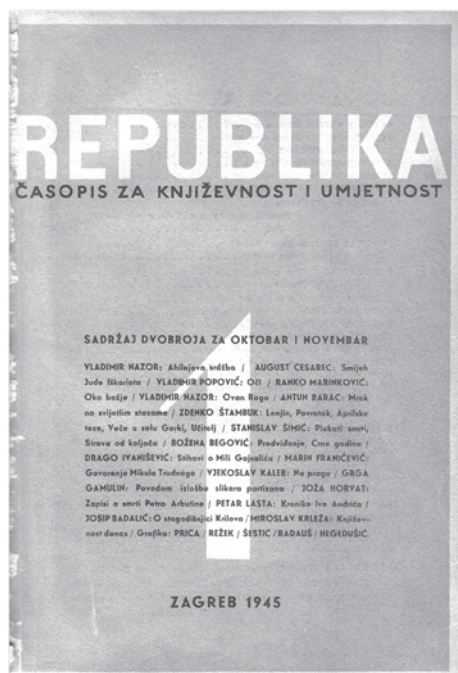 REPUBLIKA
ČASOPIS ZA KNJIŽEVNOST I UMJETNOST
1
SADRŽAJ DVOBROJA ZA OKTOBAR I NOVEMBAR
VLADIMIR NAZOR: Ahilejeva srdžba / AUGUST CESAREC: Smijeh
Jude Iškariota / VLADIMIR POPOVIĆ: Oči / RANKO MARINKOVIĆ:
Oko božje / VLADIMIR NAZOR: Ovan Rogo / ANTUN BARAC: Mrak
na svijetlim stazama / ZDENKO ŠTAMBUK: Lenjin, Povratak, Aprilske
teze, Veče u selu Gorki, Učitelj / STANISLAV ŠIMIĆ: Plakati smrti,
Strava od koljača / BOŽENA BEGOVIĆ: Predviđanje, Crne godine /
DRAGO IVANIŠEVIĆ: Stihovi o Mili Gojsalića / MARIN FRANIČEVIĆ:
Govorenje Mikule Trudnega / VJEKOSLAV KALEB: Na pragu / GRGA
GAMULIN: Povodom izložbe slikara partizana / JOŽA HORVAT:
Zapisi o smrti Petra Arbutine / PETAR LASTA: Kronika Ive Andrića /
JOSIP BADALIĆ: O stogodišnjici Krilova / MIROSLAV KRLEŽA: Književ-
nost danas / Grafika: PRICA / REŽEK / ŠESTIĆ / RADAUŠ / HEGEDUŠIĆ.
ZAGREB 1945